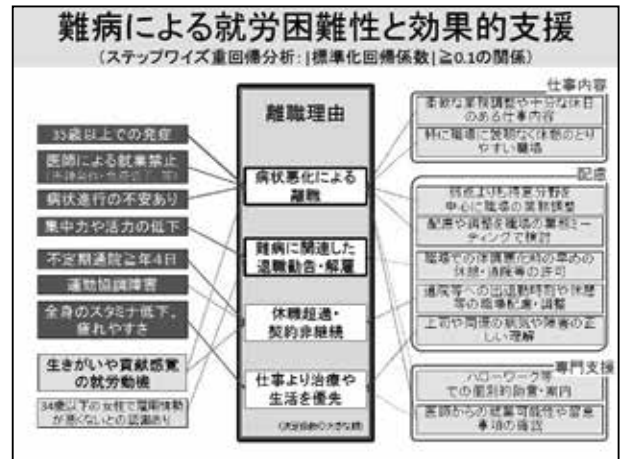 難病による就労困難性と効果的支援
(ステップワイズ重回帰分析：|標準化回帰係数|≧0.1の関係)
35歳以上での発症
医師による就業禁止
病状進行の不安あり
集中力や活力の低下
不定期通院≧年4日
運動協調障害
全身のスタミナ低下、
疲れやすさ
生きがいや貢献感覚
の就労動機
34歳以下の女性で雇用情勢
が悪くないとの認識あり
離職理由
病状悪化による
離職
難病に関連した
退職勧告・解雇
休職超過・
契約非継続
仕事より治療や
生活を優先
仕事内容
柔軟な業務調整や十分な休日
のある仕事内容
特に職場に説明なく休憩のとり
やすい職場
配慮
弱点よりも得意分野を
中心に職場の業務調整
配慮や調整を職場の業務ミー
ティングで検討
職場での体調悪化時の早めの
休憩・通院等の許可
通院等への出退勤時刻や休憩
等の職場配慮・調整
上司や同僚の病気や障害の正
しい理解
専門支援
ハローワーク等
での個別的助言・案内
医師からの就業可能性や留意
事項の確認